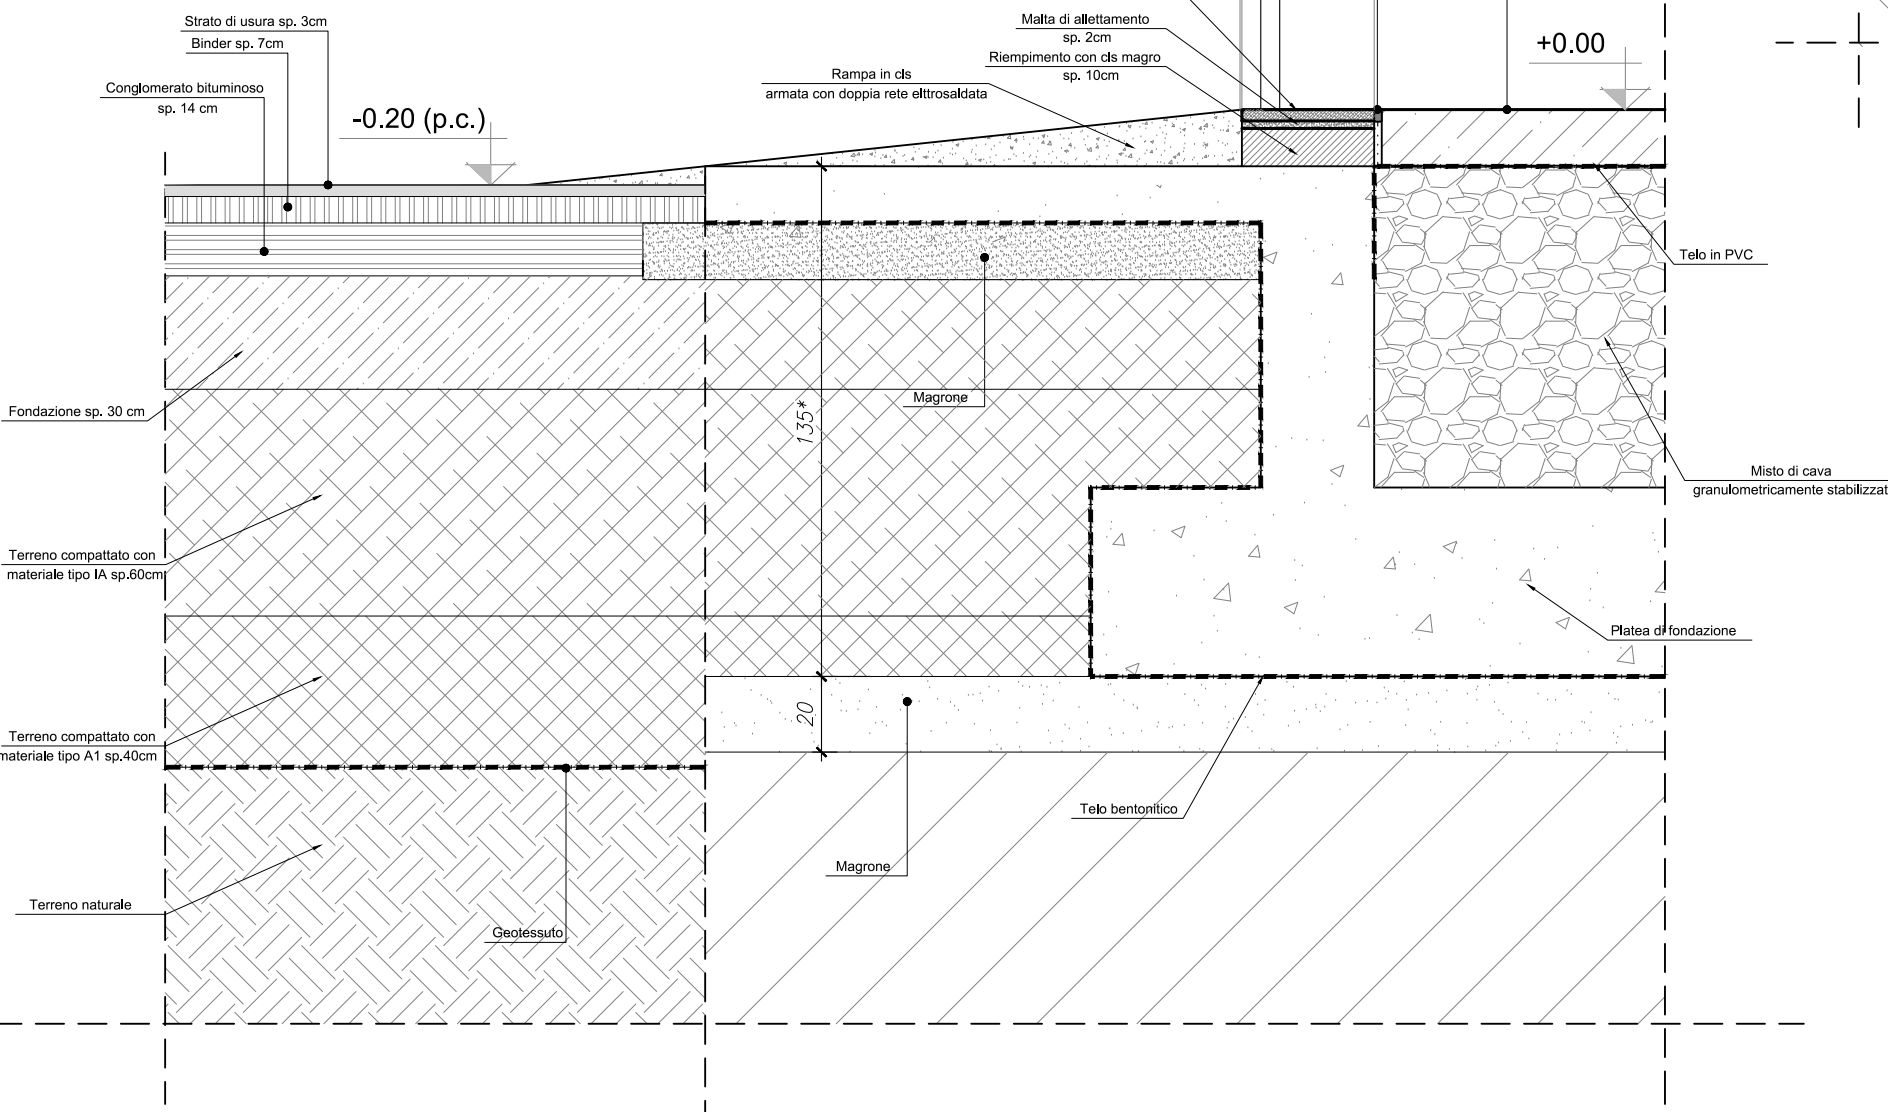 Strato di usura sp. 3cm
Binder sp. 7cm
Conglomerato bituminoso
sp. 14 cm
-0.20 (p.c.)
Rampa in cls
armata con doppia rete elttrosaldata
Malta di allettamento
sp. 2cm
Riempimento con cls magro
sp. 10cm
+0.00
Telo in PVC
Magrone
135*
Fondazione sp. 30 cm
Misto di cava
granulometricamente stabilizzat
Terreno compattato con
materiale tipo IA sp.60cm
Platea di fondazione
20
Terreno compattato con
materiale tipo A1 sp.40cm
Telo bentonitico
Magrone
Terreno naturale
Geotessuto